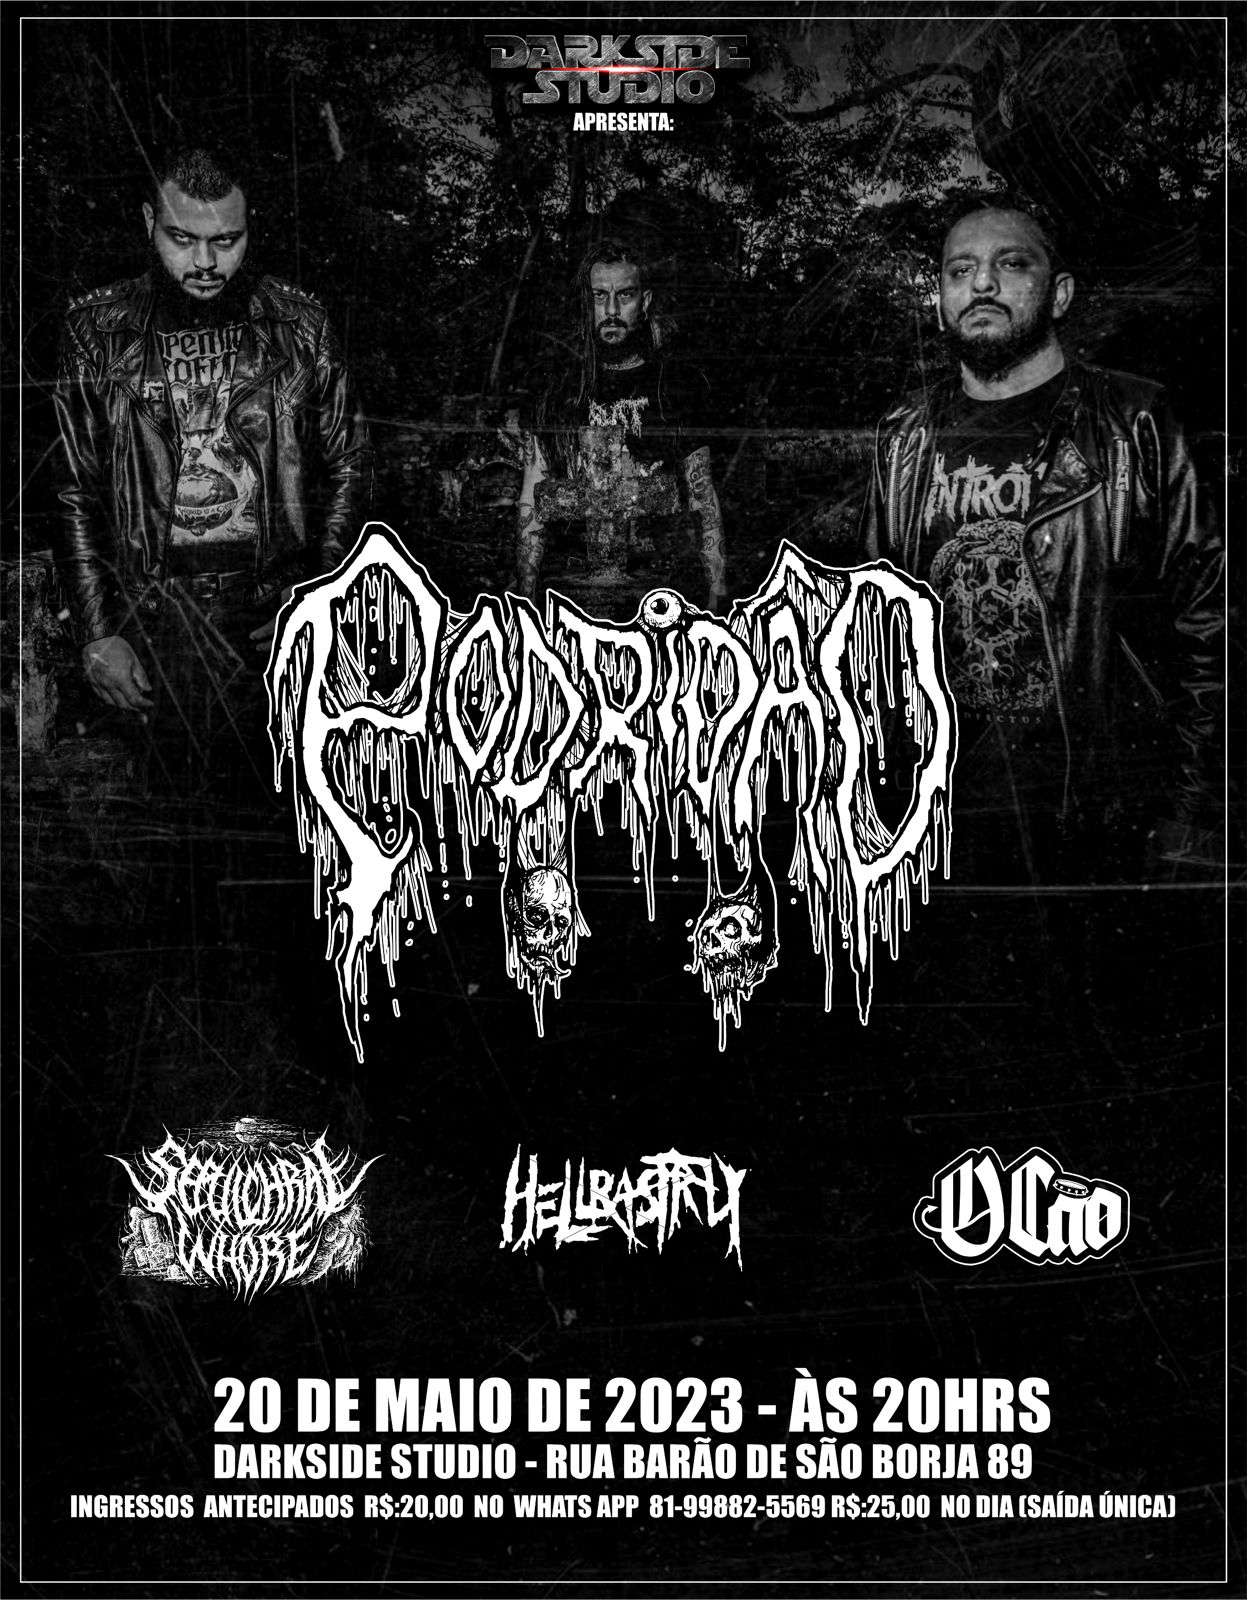 DARKSIDE
STUDIO
APRESENTA:
NTRO
PODRIDÃO
SEPULCHRAL
WHORE
HELLBASTREY
O Cão
20 DE MAIO DE 2023 - ÀS 20HRS
DARKSIDE STUDIO - RUA BARÃO DE SÃO BORJA 89
INGRESSOS ANTECIPADOS R$:20,00 NO WHATS APP 81-99882-5569 R$:25,00 NO DIA (SAÍDA ÚNICA)